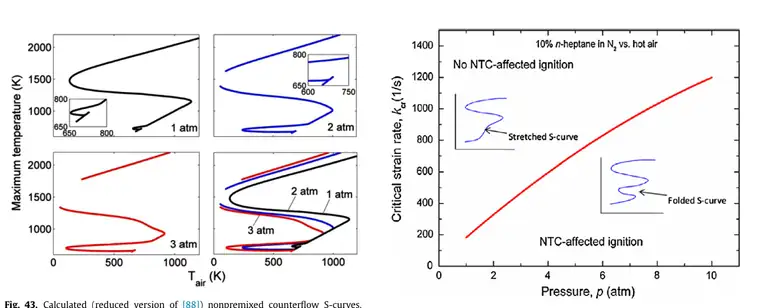 2000
1500
1000
Maximum temperature (K)
800
650
650
800
1 atm
800
650
600
750
2 atm
2000
1500
1000
3 atm
0
500
1000
2 atm
1 atm
3 atm
0
500
1000
T air (K)
Fig. 43. Calculated (reduced version of [88]) nonpremixed counterflow S-curves.
10% n-heptane in N2 vs. hot air
1400
1200
1000
800
600
400
200
0
Critical strain rate, kcr(1/s)
No NTC-affected ignition
Stretched S-curve
Folded S-curve
NTC-affected ignition
0
2
4
6
8
10
Pressure, p (atm)